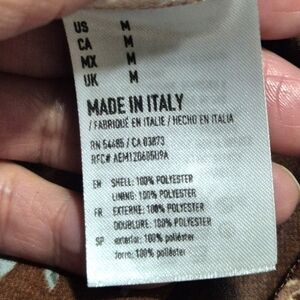 US M
CA M
MX M
UK M
MADE IN ITALY
/ FABRIQUÉ EN ITALIE / HECHO EN ITALIA
RN 54485 / CA 03873
RFC# AEM120685U9A
EN SHELL: 100% POLYESTER
LINING: 100% POLYESTER
FR EXTERNE: 100% POLYESTER
DOUBLURE: 100% POLYESTER
SP exterior: 100% poliéster
forro: 100% poliéster